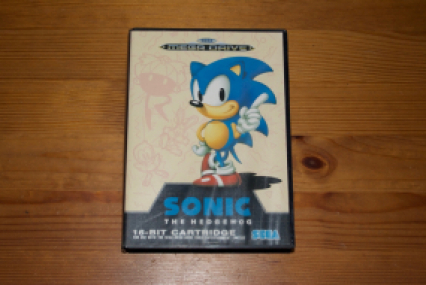 MEGA DRIVE
SONIC
THE HEDGEHOG
16-BIT CARTRIDGE
SEGA